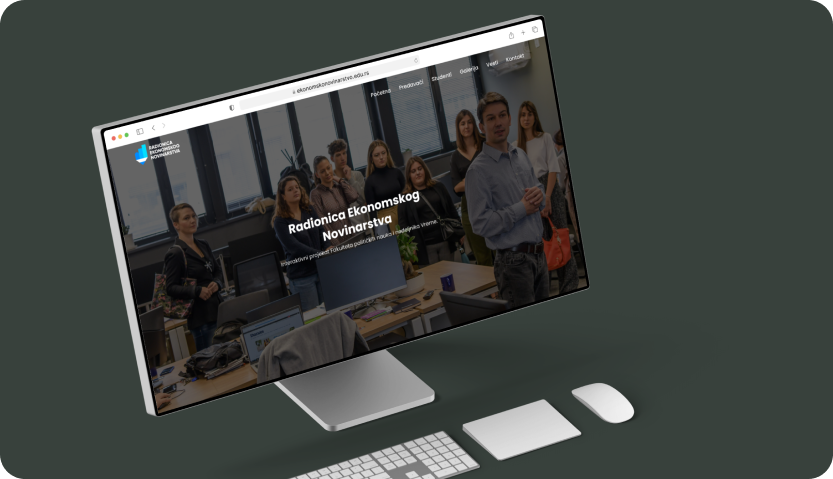 ekonomskonovinarstvo.edu.rs
Početna Predavači Studenti Galerija Vesti Kontakt
RADIONICA
EKONOMSKOG
NOVINARSTVA
Radionica Ekonomskog
Novinarstva
Interaktivni projekat Fakulteta političkih nauka i nedeljnika Vreme.